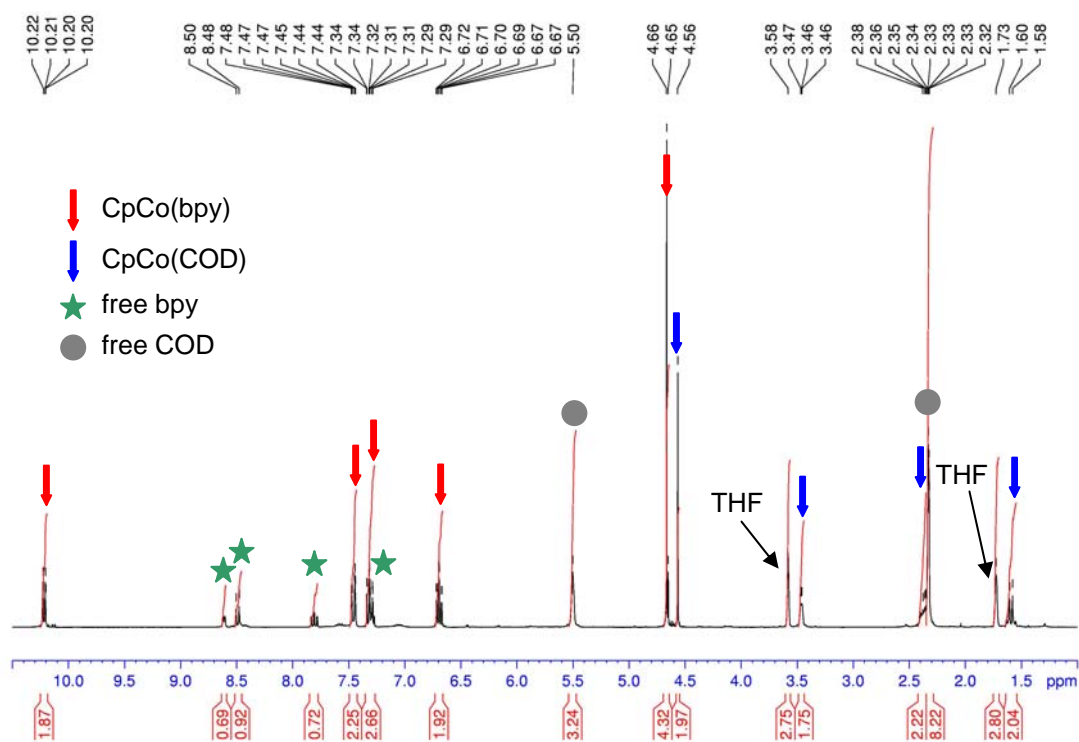 10.22 10.21 10.20 10.20 8.50 8.48 7.48 7.47 7.47 7.45 7.44 7.44 7.34 7.34 7.32 7.31 7.31 7.29 7.29 6.72 6.71 6.70 6.69 6.67 6.67 5.50 4.66 4.65 4.56 3.58 3.47 3.46 3.46 2.38 2.36 2.35 2.34 2.33 2.33 2.33 2.32 1.73 1.60 1.58
CpCo(bpy)
CpCo(COD)
free bpy
free COD
THF
THF
10.0 9.5 9.0 8.5 8.0 7.5 7.0 6.5 6.0 5.5 5.0 4.5 4.0 3.5 3.0 2.5 2.0 1.5 ppm
1.87 0.69 0.92 0.72 2.25 2.66 1.92 3.24 4.32 1.97 2.75 1.75 2.22 8.22 2.80 2.04